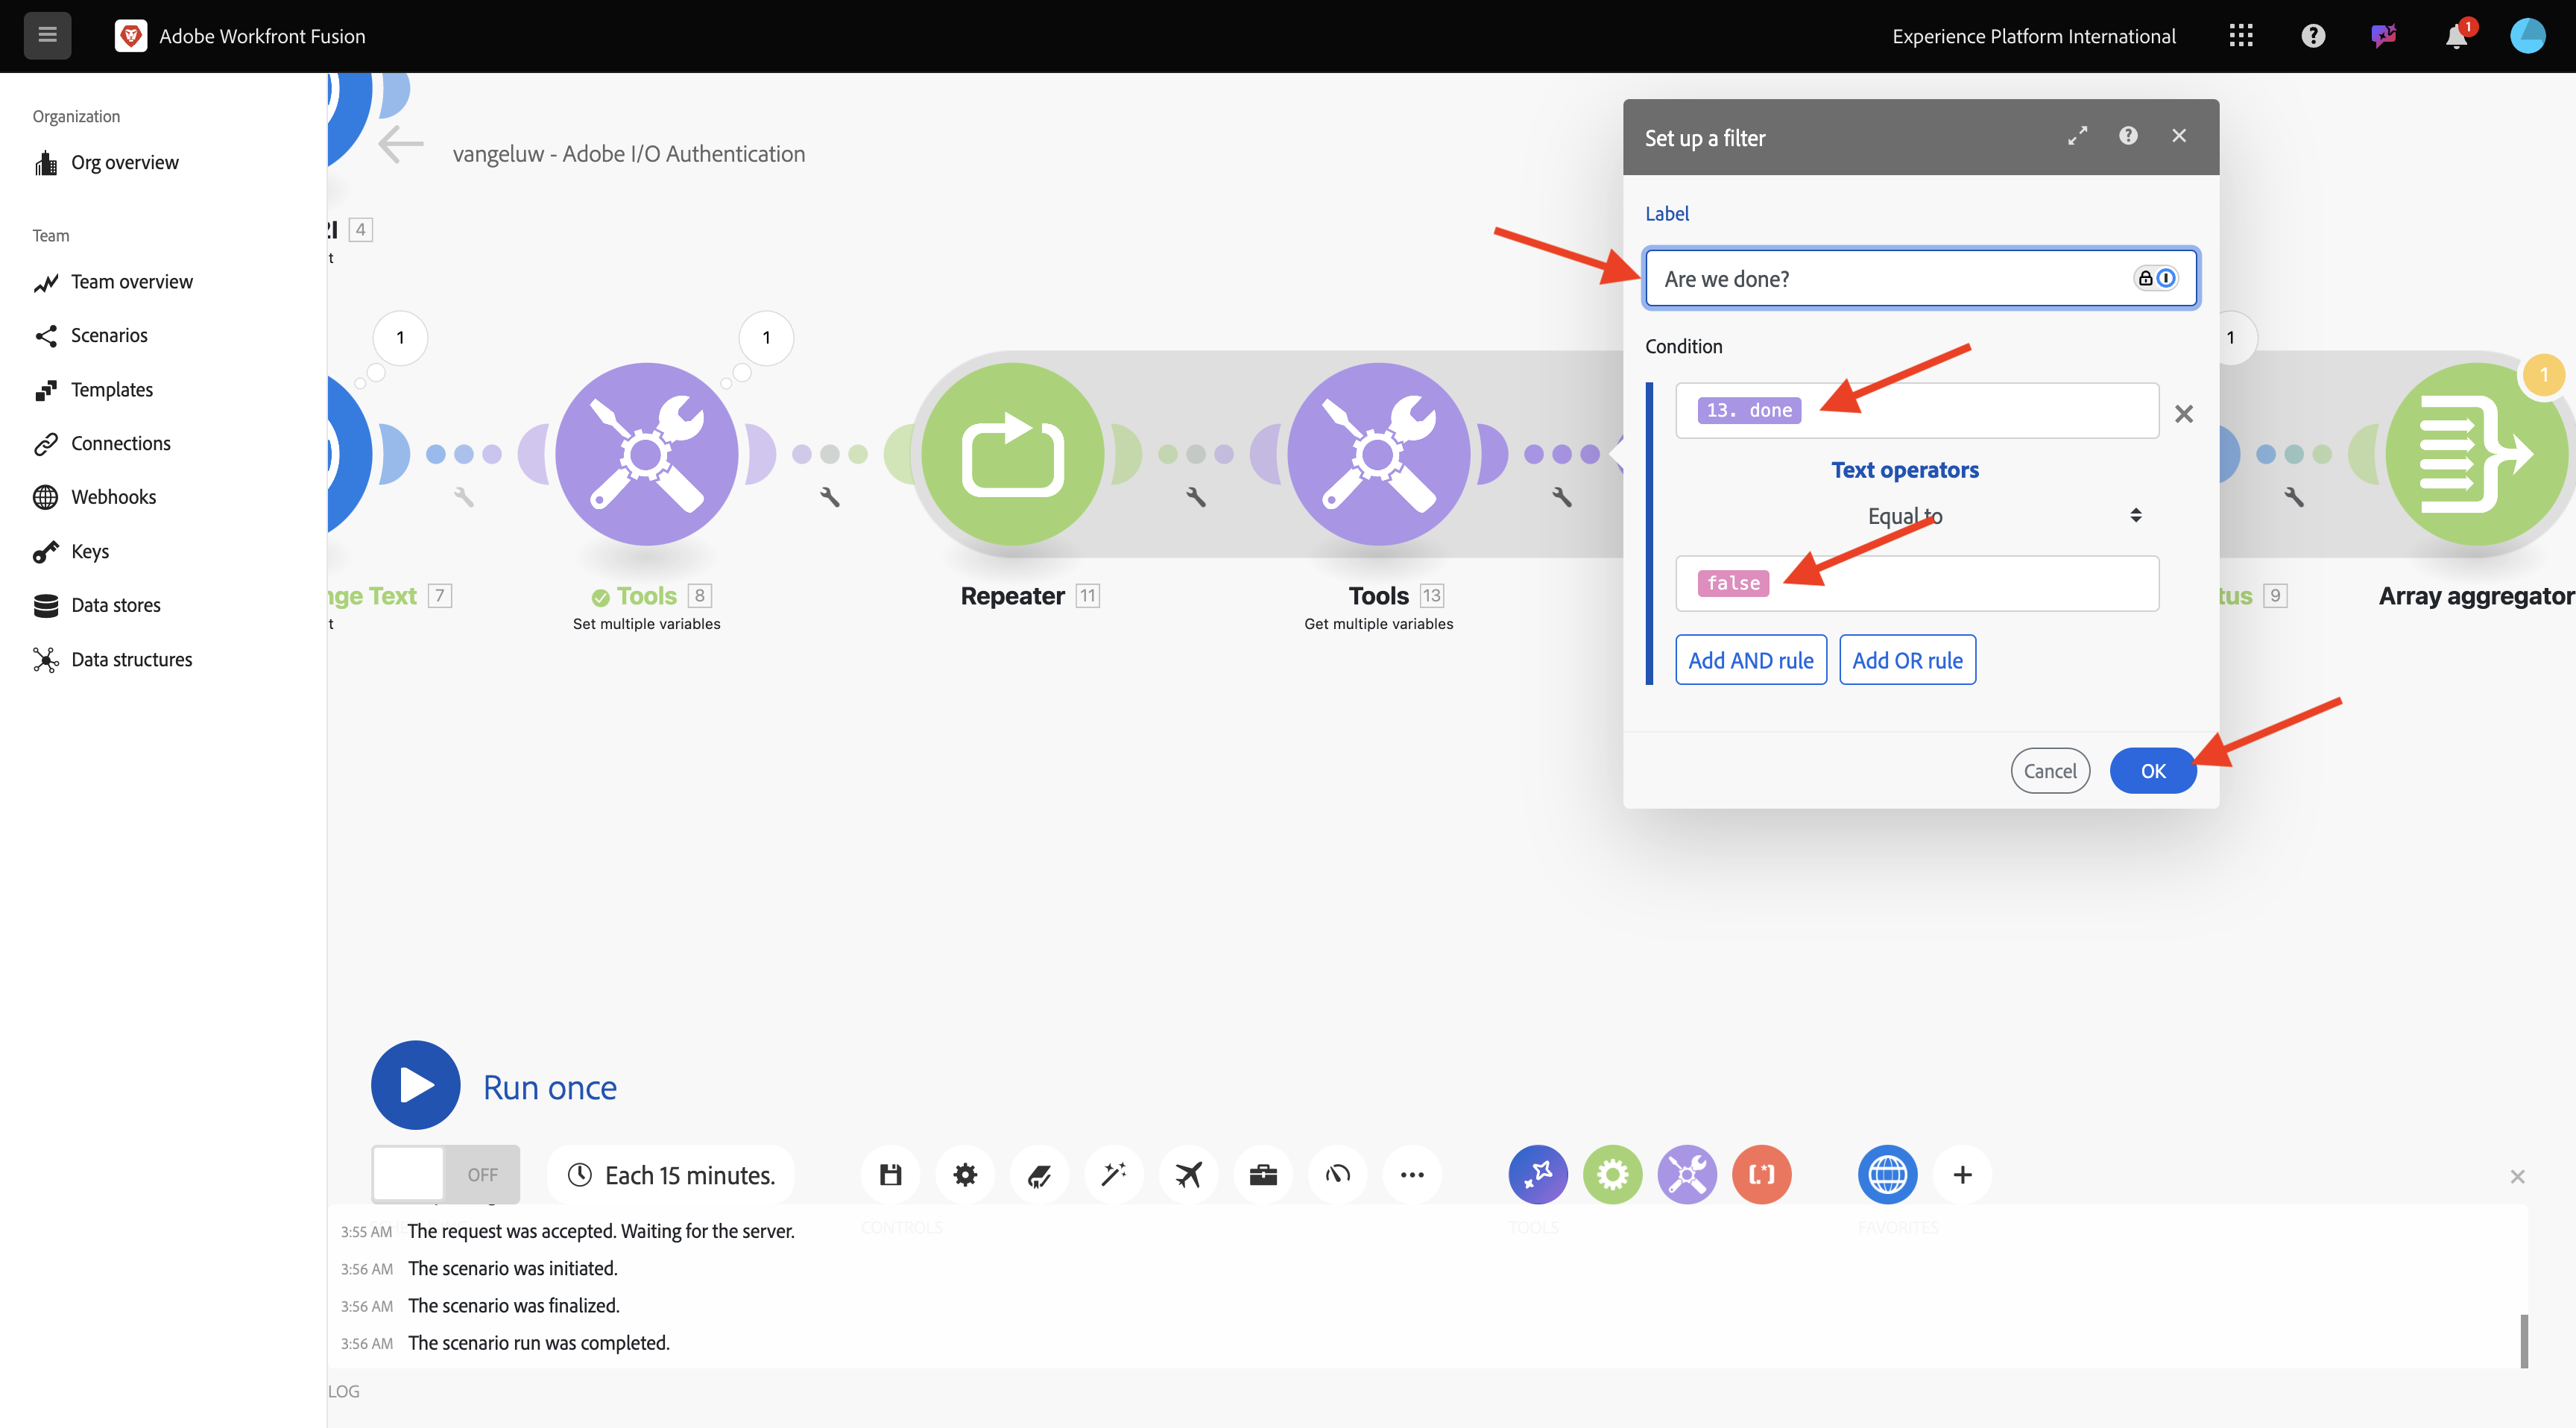 Adobe Workfront Fusion
Experience Platform International
1
Organization
Org overview
Team
Team overview
Scenarios
Templates
Connections
Webhooks
Keys
Data stores
Data structures
vangeluw - Adobe I/O Authentication
4
t
1
1
1
1
nge Text 7
t
Tools 8
Set multiple variables
Repeater 11
Tools 13
Get multiple variables
tus 9
Array aggregator
Set up a filter
Label
Are we done?
Condition
13. done
Text operators
Equal to
false
Add AND rule
Add OR rule
Cancel
OK
Run once
OFF
Each 15 minutes.
CONTROLS
TOOLS
FAVORITES
3:55 AM The request was accepted. Waiting for the server.
3:56 AM The scenario was initiated.
3:56 AM The scenario was finalized.
3:56 AM The scenario run was completed.
LOG